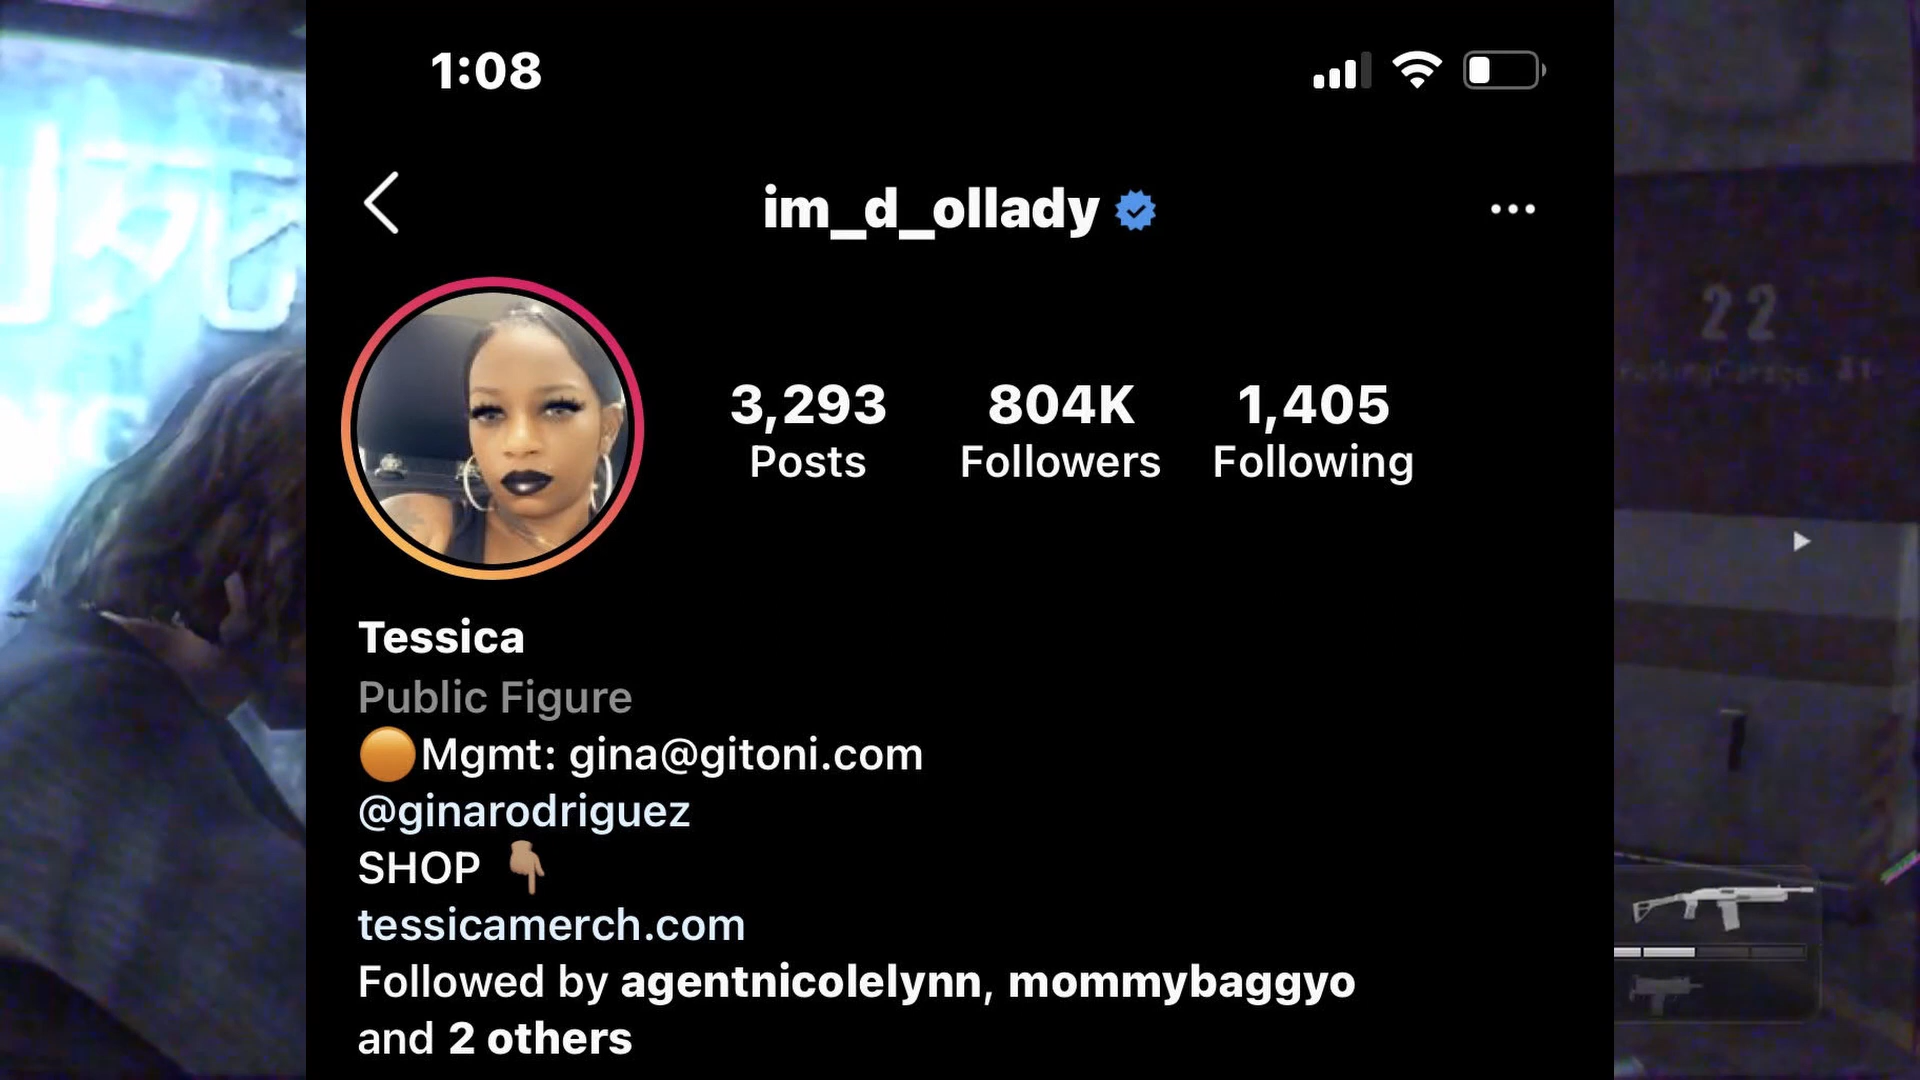 1:08
im_d_ollady
3,293
Posts
804K
Followers
1,405
Following
Tessica
Public Figure
🟠Mgmt: gina@gitoni.com
@ginarodriguez
SHOP 👇🏽
tessicamerch.com
Followed by agentnicolelynn, mommybaggyo
and 2 others
22